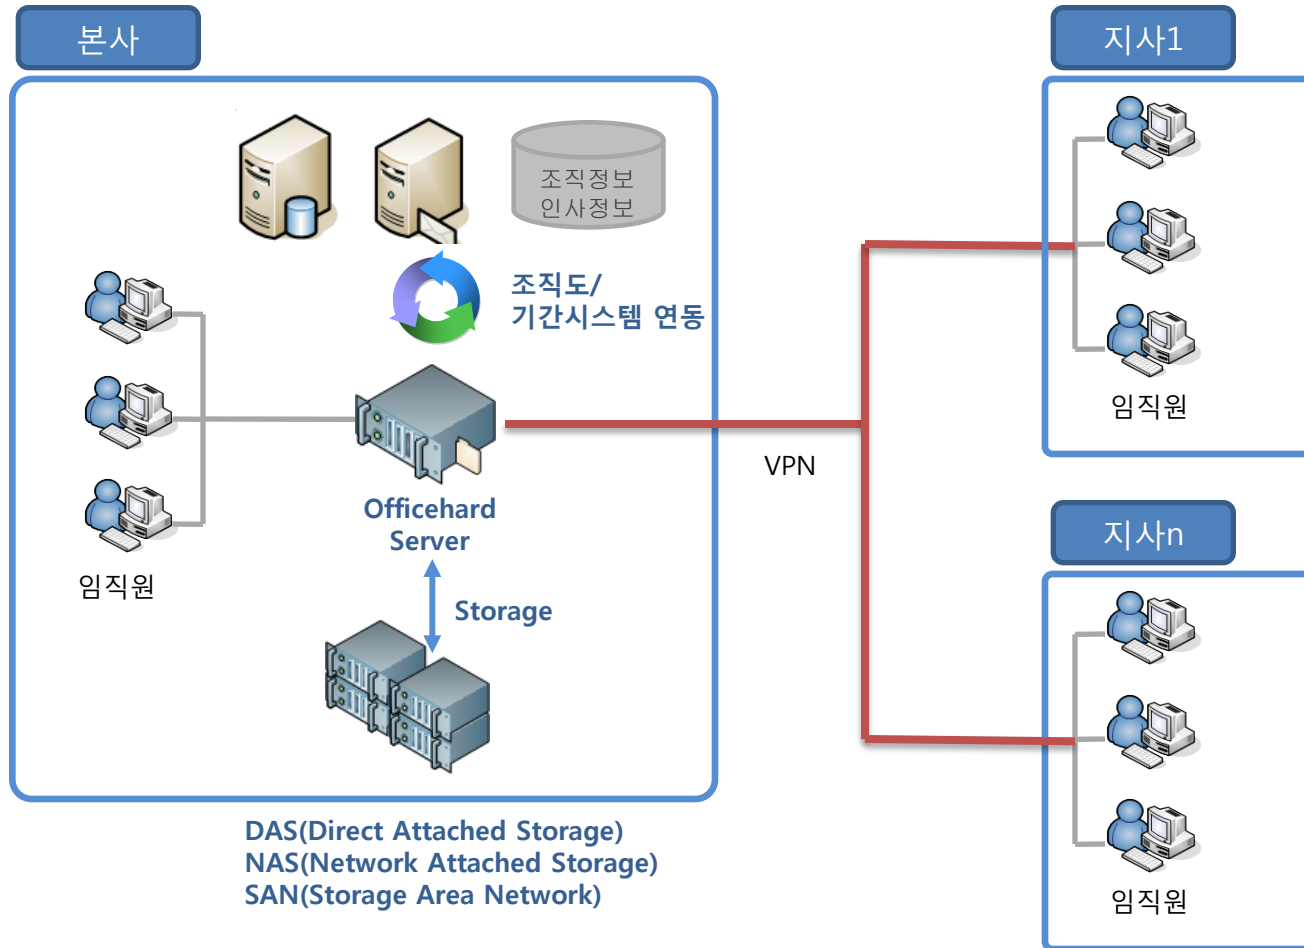 본사
지사1
조직정보
인사정보
조직도/
기간시스템 연동
임직원
VPN
Officehard
Server
지사n
임직원
Storage
DAS(Direct Attached Storage)
NAS(Network Attached Storage)
SAN(Storage Area Network)
임직원